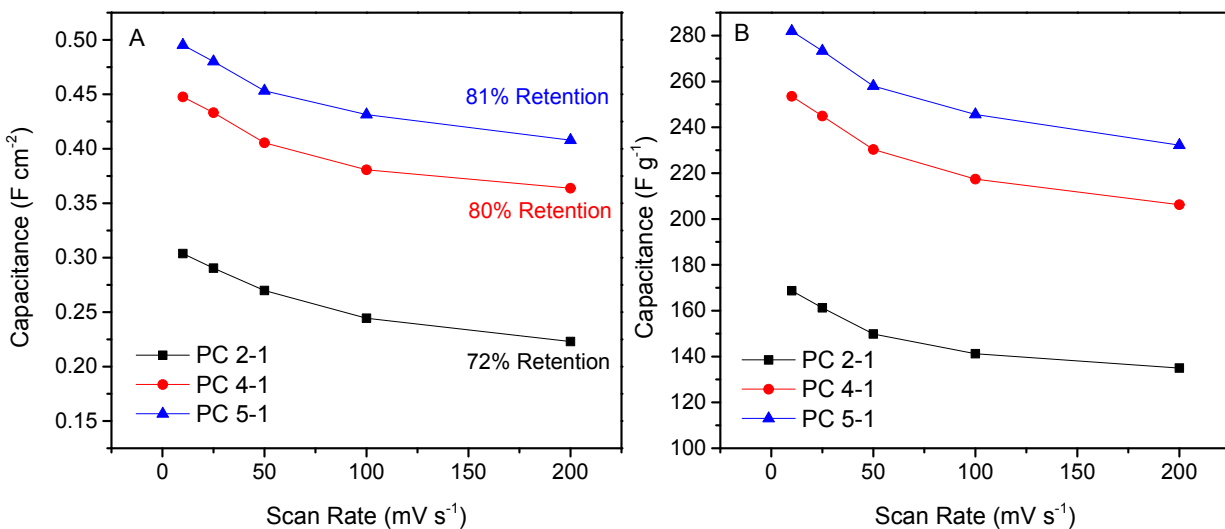 A
0.50
0.45
0.40
0.35
0.30
0.25
0.20
0.15
Capacitance (F cm⁻²)
81% Retention
80% Retention
72% Retention
PC 2-1
PC 4-1
PC 5-1
0 50 100 150 200
Scan Rate (mV s⁻¹)
B
280
260
240
220
200
180
160
140
120
100
Capacitance (F g⁻¹)
PC 2-1
PC 4-1
PC 5-1
0 50 100 150 200
Scan Rate (mV s⁻¹)